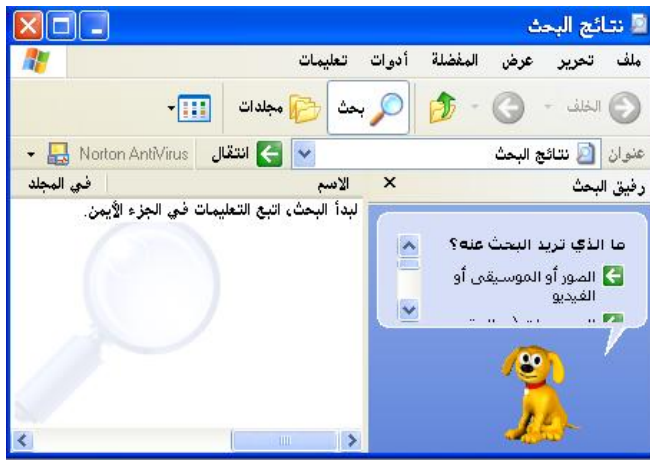 نتائج البحث
ملف تحرير عرض المفضلة أدوات تعليمات
الخلف بحث مجلدات
عنوان نتائج البحث انتقال Norton AntiVirus
رفيق البحث
ما الذي تريد البحث عنه؟
الصور أو الموسيقى أو
الفيديو
الاسم في المجلد
لبدأ البحث، اتبع التعليمات في الجزء الأيمن.